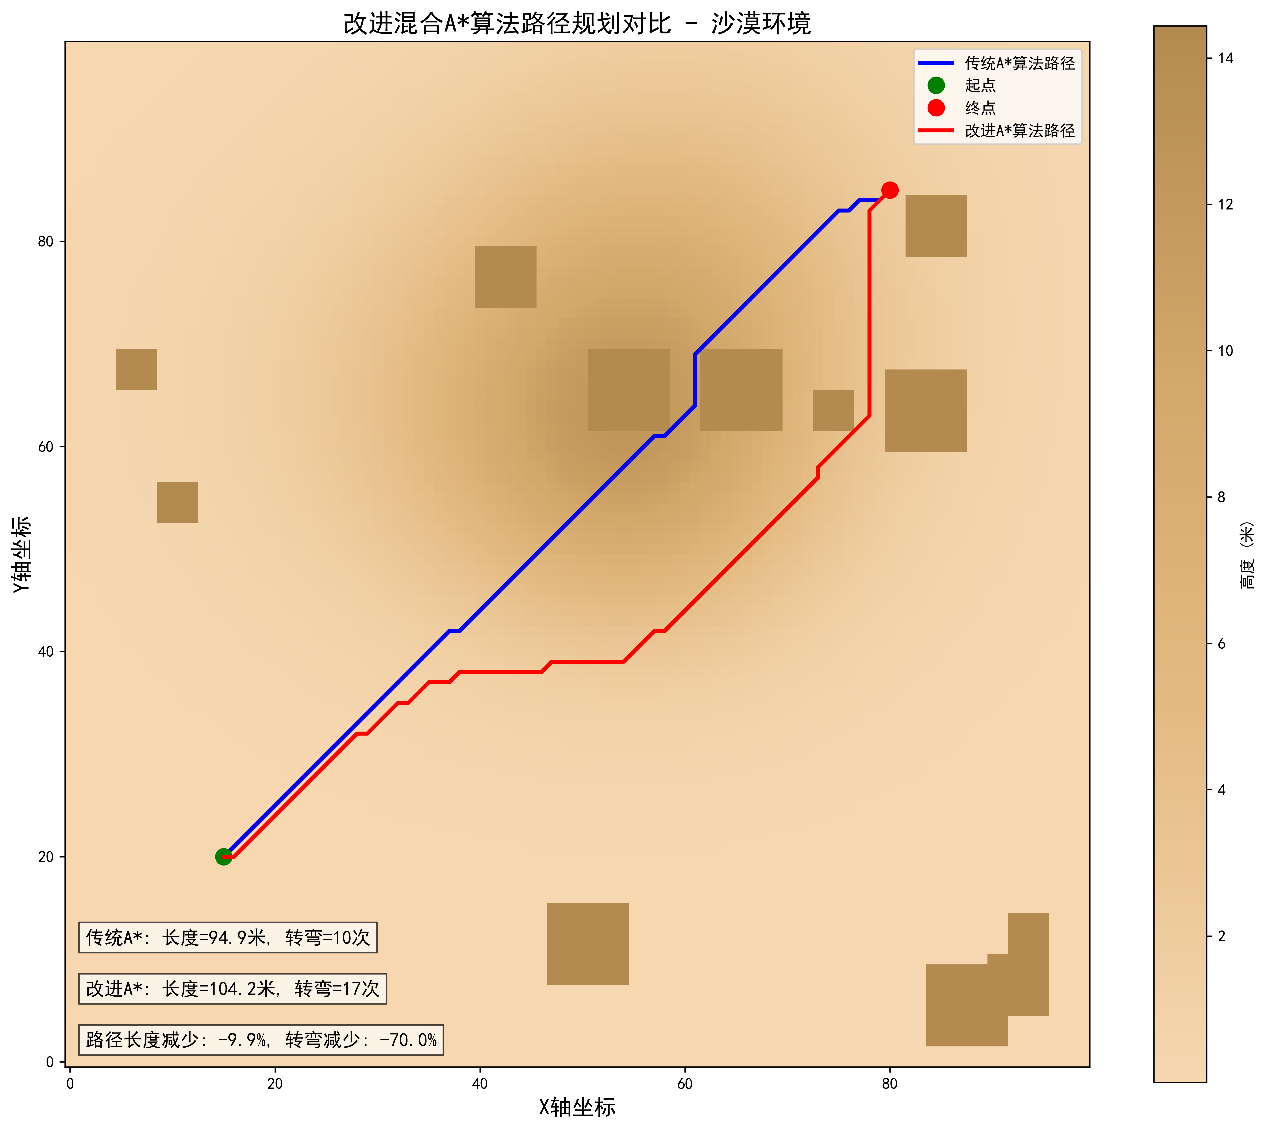 改进混合A*算法路径规划对比 - 沙漠环境
传统A*算法路径
起点
终点
改进A*算法路径
14
12
10
8
6
4
2
高度 (米)
80
60
40
20
0
Y轴坐标
传统A*: 长度=94.9米, 转弯=10次
改进A*: 长度=104.2米, 转弯=17次
路径长度减少: -9.9%, 转弯减少: -70.0%
0
20
40
60
80
X轴坐标